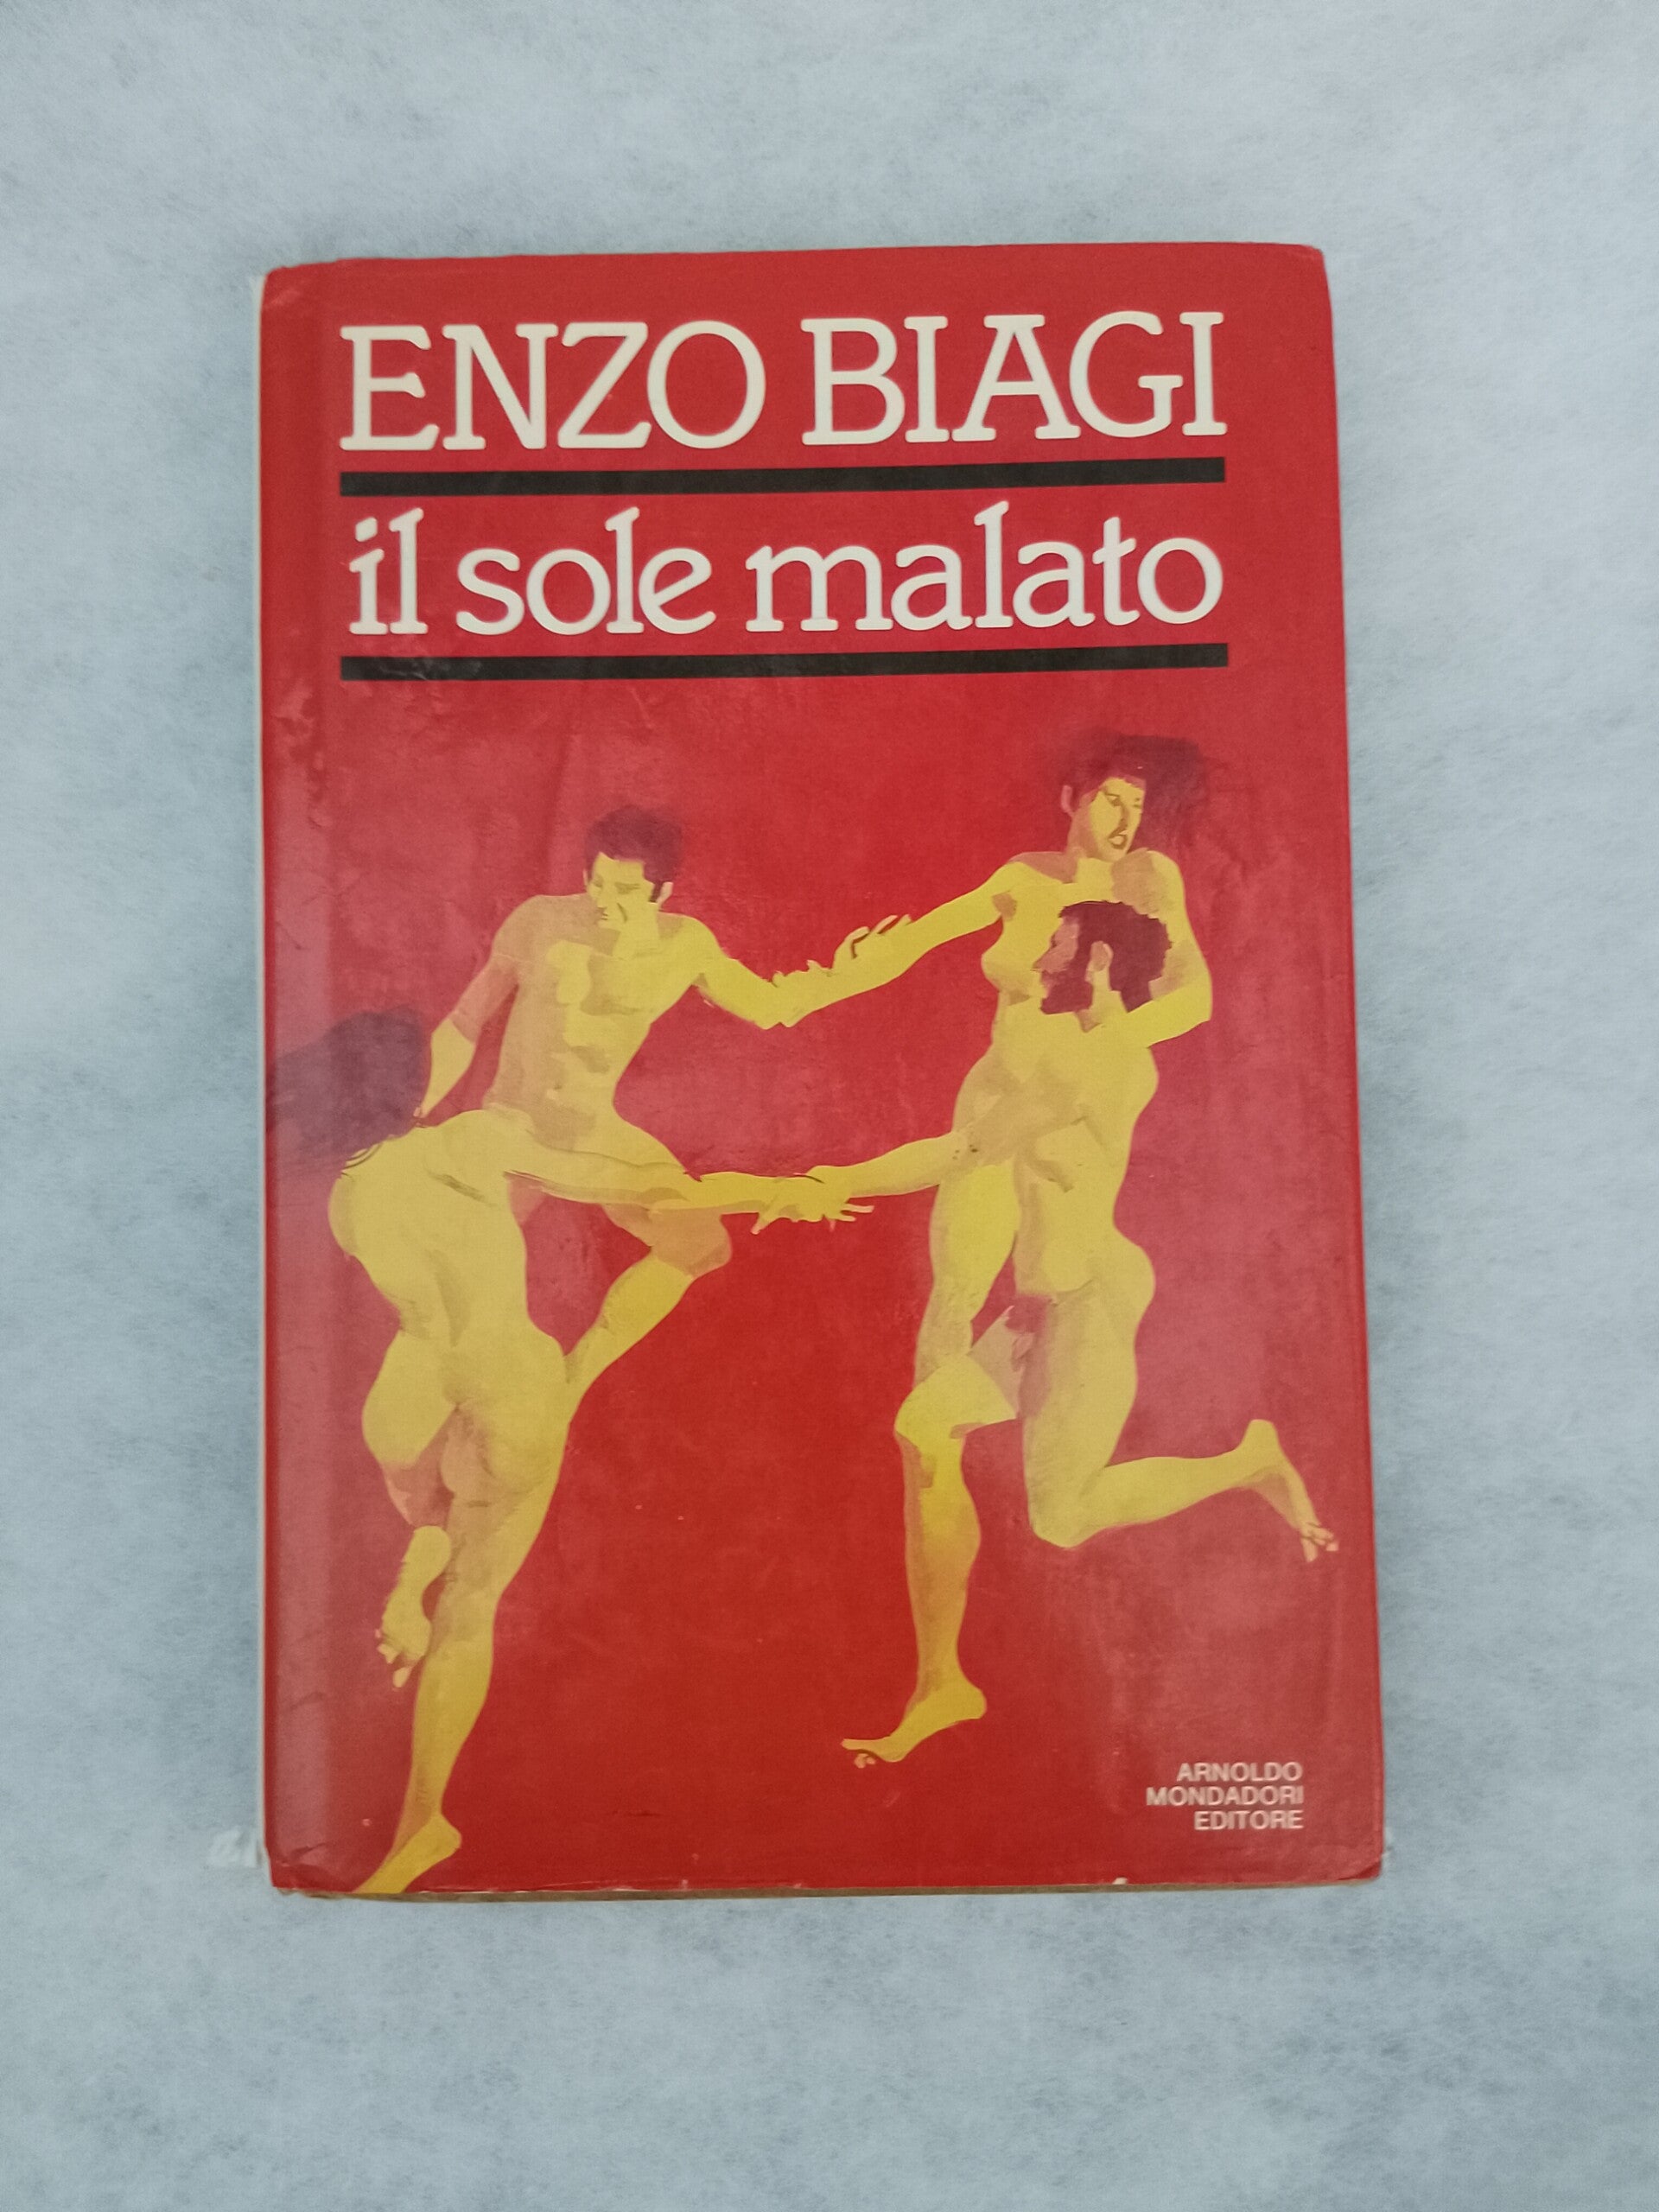 ENZO BIAGI
il sole malato
ARNOLDO
MONDADORI
EDITORE